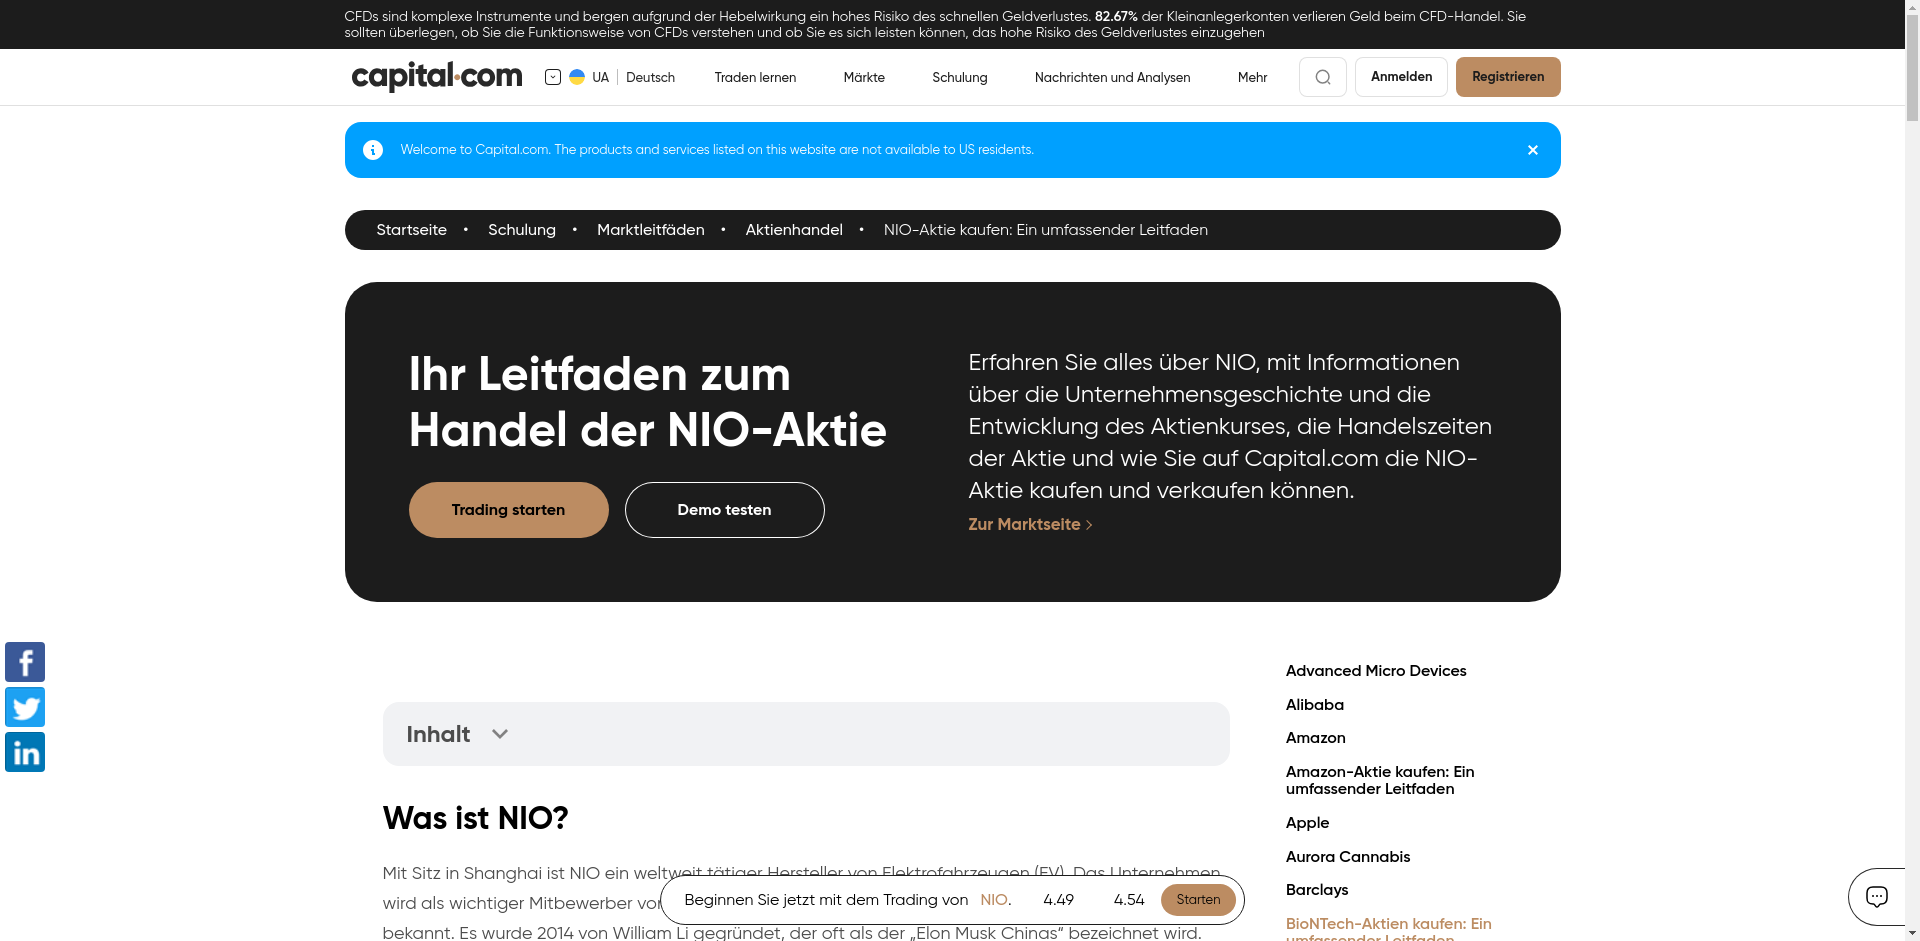 CFDs sind komplexe Instrumente und bergen aufgrund der Hebelwirkung ein hohes Risiko des schnellen Geldverlustes. 82.67% der Kleinanlegerkonten verlieren Geld beim CFD-Handel. Sie
sollten überlegen, ob Sie die Funktionsweise von CFDs verstehen und ob Sie es sich leisten können, das hohe Risiko des Geldverlustes einzugehen
capital.com UA Deutsch Traden lernen Märkte Schulung Nachrichten und Analysen Mehr Anmelden Registrieren
Welcome to Capital.com. The products and services listed on this website are not available to US residents.
Startseite • Schulung • Marktleitfäden • Aktienhandel • NIO-Aktie kaufen: Ein umfassender Leitfaden
Ihr Leitfaden zum
Handel der NIO-Aktie
Trading starten Demo testen
Erfahren Sie alles über NIO, mit Informationen
über die Unternehmensgeschichte und die
Entwicklung des Aktienkurses, die Handelszeiten
der Aktie und wie Sie auf Capital.com die NIO-
Aktie kaufen und verkaufen können.
Zur Marktseite
Inhalt
Was ist NIO?
Mit Sitz in Shanghai ist NIO ein weltweit tätiger Hersteller von Elektrofahrzeugen (EV). Das Unternehmen
wird als wichtiger Mitbewerber
bekannt. Es wurde 2014 von William Li gegründet, der oft als der „Elon Musk Chinas“ bezeichnet wird.
Beginnen Sie jetzt mit dem Trading von NIO. 4.49 4.54 Starten
Advanced Micro Devices
Alibaba
Amazon
Amazon-Aktie kaufen: Ein
umfassender Leitfaden
Apple
Aurora Cannabis
Barclays
BioNTech-Aktien kaufen: Ein
umfassender Leitfaden